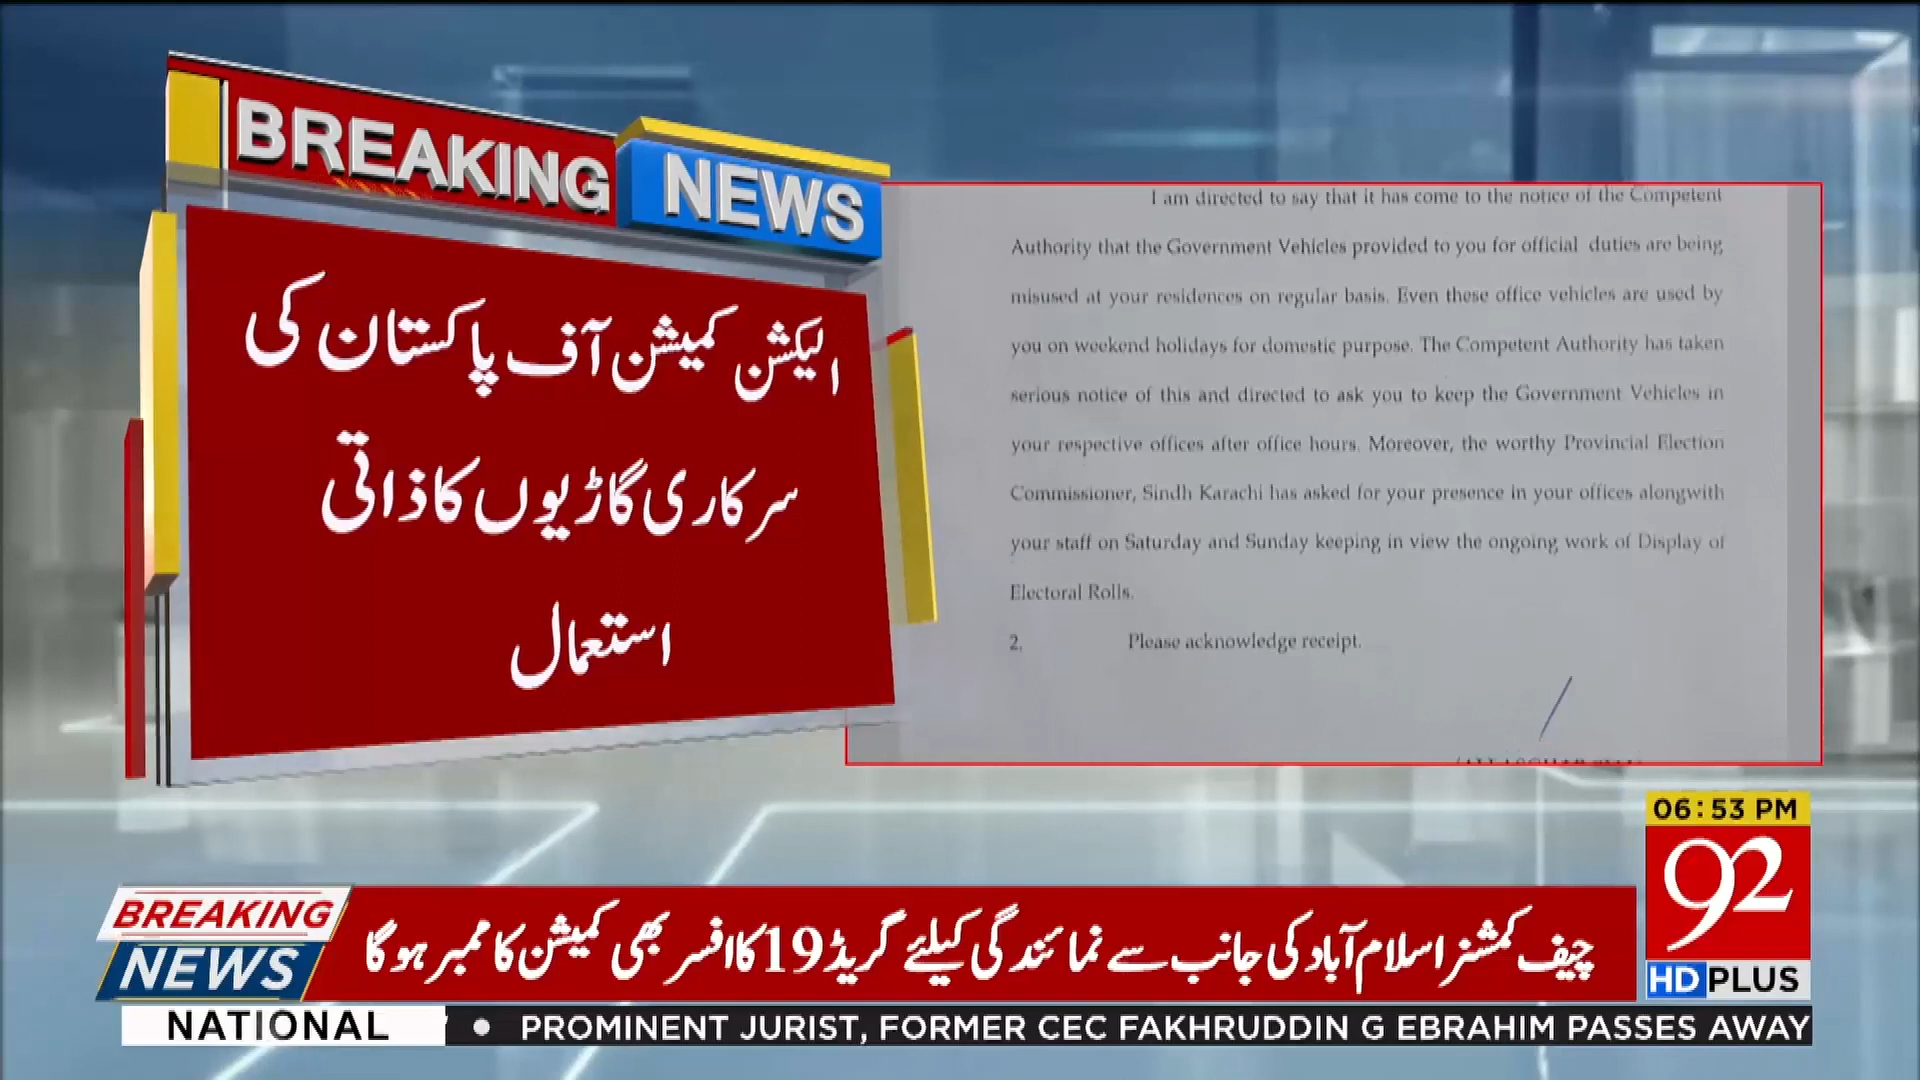 BREAKING NEWS
الیکشن کمیشن آف پاکستان کی
سرکاری گاڑیوں کا ذاتی
استعمال
I am directed to say that it has come to the notice of the Competent
Authority that the Government Vehicles provided to you for official duties are being
misused at your residences on regular basis. Even these office vehicles are used by
you on weekend holidays for domestic purpose. The Competent Authority has taken
serious notice of this and directed to ask you to keep the Government Vehicles in
your respective offices after office hours. Moreover, the worthy Provincial Election
Commissioner, Sindh Karachi has asked for your presence in your offices alongwith
your staff on Saturday and Sunday keeping in view the ongoing work of Display of
Electoral Rolls.
2. Please acknowledge receipt.
06:53 PM
92
HD PLUS
BREAKING
NEWS
چیف کمشنر اسلام آباد کی جانب سے نمائندگی کیلئے گریڈ 19 کا افسر بھی کمیشن کا ممبر ہو گا
NATIONAL
• PROMINENT JURIST, FORMER CEC FAKHRUDDIN G EBRAHIM PASSES AWAY